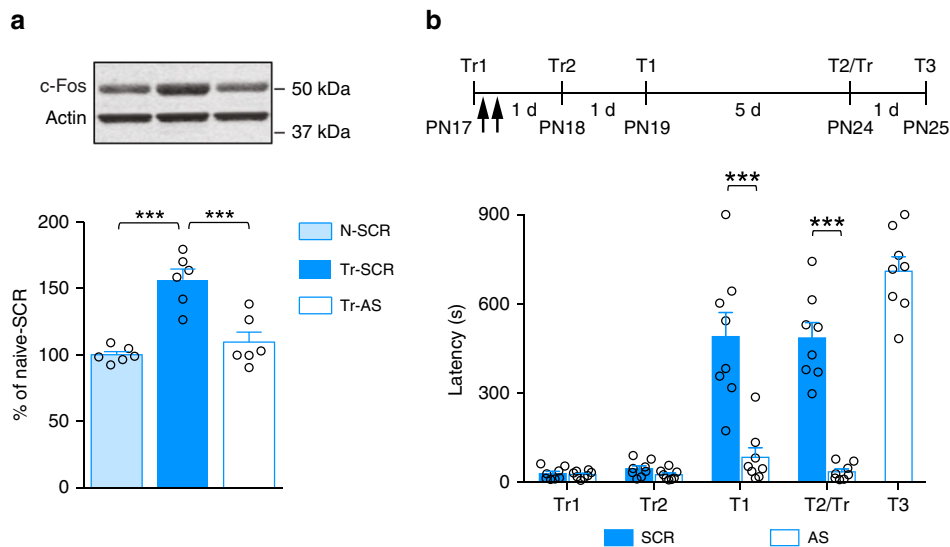 a
c-Fos
Actin
50 kDa
37 kDa
200
150
100
50
0
% of naive-SCR
***
***
N-SCR
Tr-SCR
Tr-AS
b
Tr1 Tr2 T1 T2/Tr T3
1 d 1 d 5 d 1 d
PN17 PN18 PN19 PN24 PN25
***
***
900
600
300
0
Latency (s)
Tr1 Tr2 T1 T2/Tr T3
SCR AS